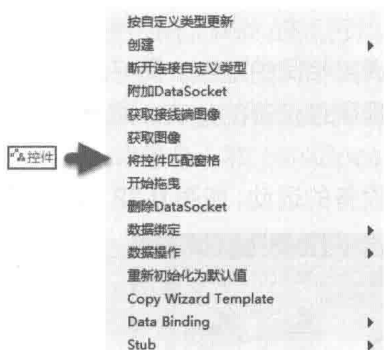 按自定义类型更新
创建
断开连接自定义类型
附加DataSocket
获取接线端图像
获取图像
控件
将控件匹配窗格
开始拖曳
删除DataSocket
数据绑定
数据操作
重新初始化为默认值
Copy Wizard Template
Data Binding
Stub